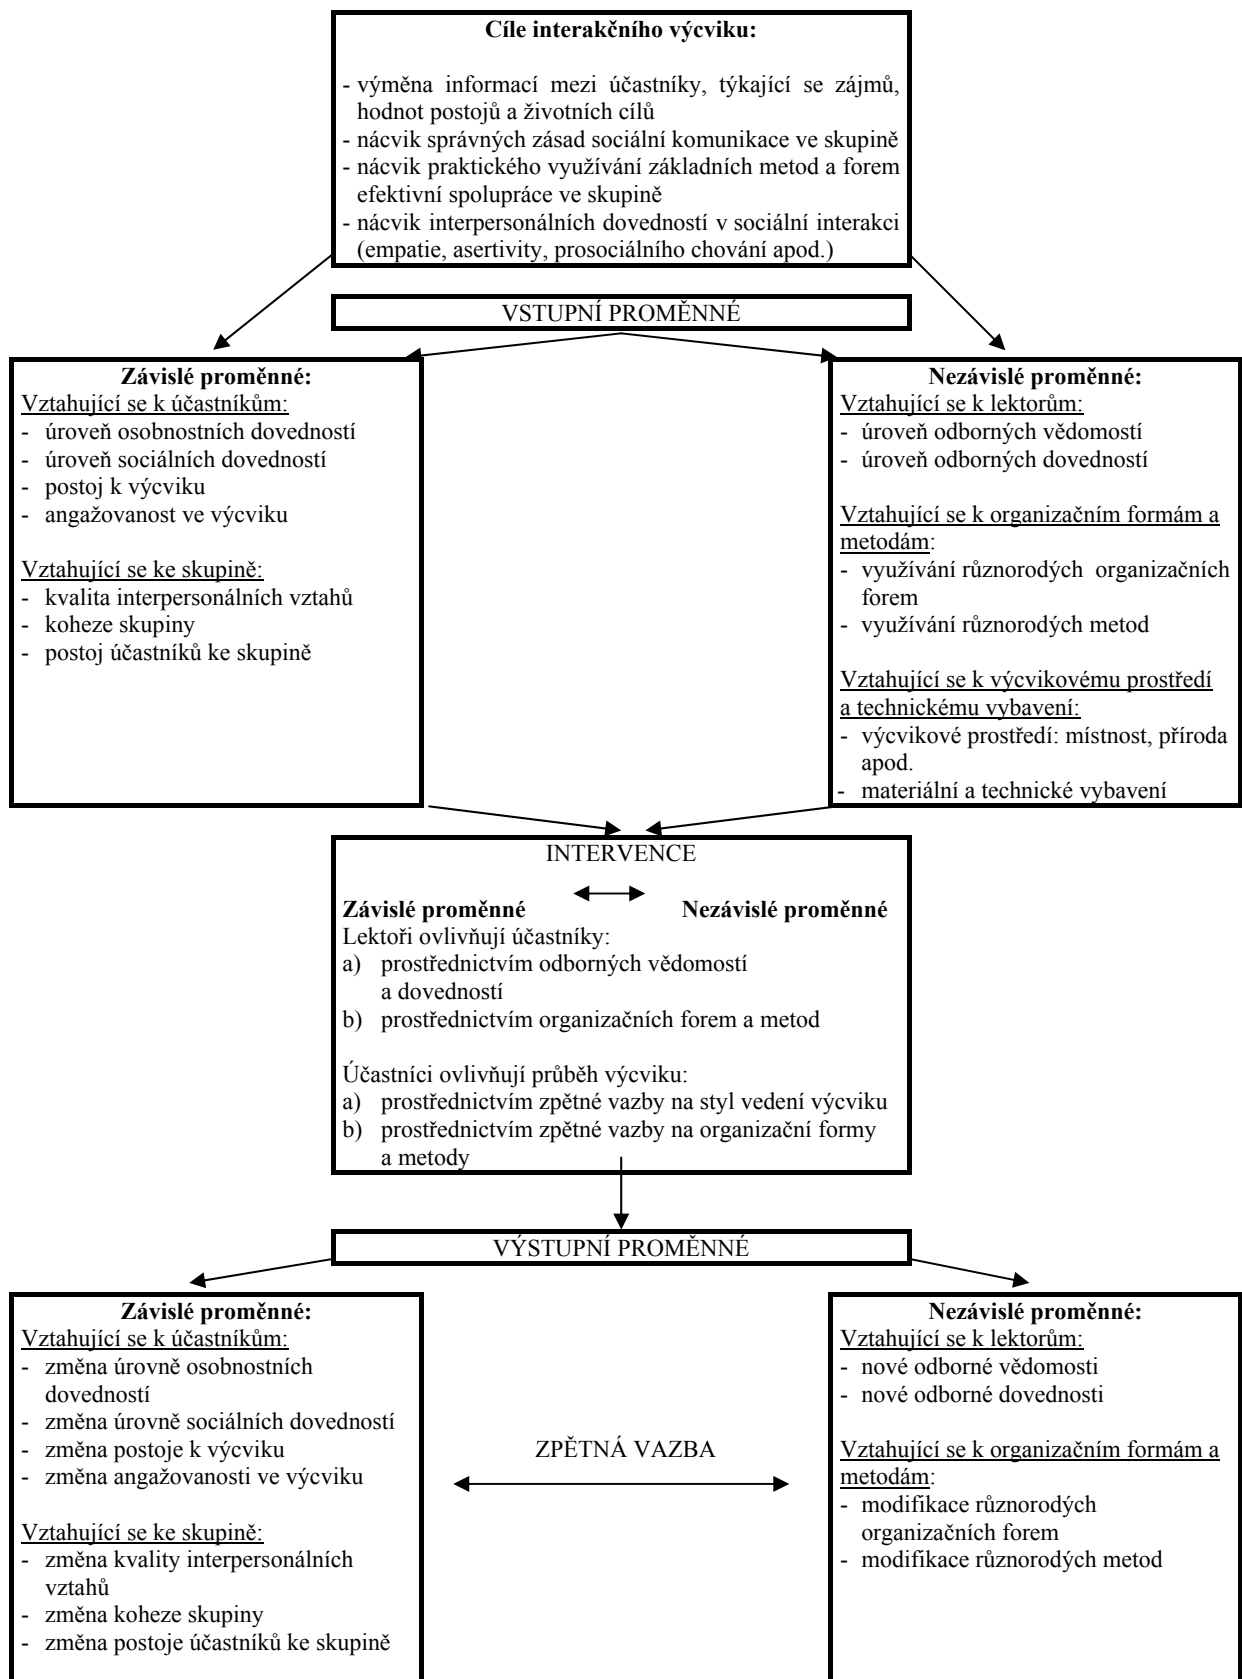 Cíle interakčního výcviku:
- výměna informací mezi účastníky, týkající se zájmů,
hodnot postojů a životních cílů
- nácvik správných zásad sociální komunikace ve skupině
- nácvik praktického využívání základních metod a forem
efektivní spolupráce ve skupině
- nácvik interpersonálních dovedností v sociální interakci
(empatie, asertivity, prosociálního chování apod.)
VSTUPNÍ PROMĚNNÉ
Závislé proměnné:
Vztahující se k účastníkům:
- úroveň osobnostních dovedností
- úroveň sociálních dovedností
- postoj k výcviku
- angažovanost ve výcviku
Vztahující se ke skupině:
- kvalita interpersonálních vztahů
- koheze skupiny
- postoj účastníků ke skupině
Nezávislé proměnné:
Vztahující se k lektorům:
- úroveň odborných vědomostí
- úroveň odborných dovedností
Vztahující se k organizačním formám a
metodám:
- využívání různorodých organizačních
forem
- využívání různorodých metod
Vztahující se k výcvikovému prostředí
a technickému vybavení:
- výcvikové prostředí: místnost, příroda
apod.
- materiální a technické vybavení
INTERVENCE
Závislé proměnné Nezávislé proměnné
Lektoři ovlivňují účastníky:
a) prostřednictvím odborných vědomostí
a dovedností
b) prostřednictvím organizačních forem a metod
Účastníci ovlivňují průběh výcviku:
a) prostřednictvím zpětné vazby na styl vedení výcviku
b) prostřednictvím zpětné vazby na organizační formy
a metody
VÝSTUPNÍ PROMĚNNÉ
Závislé proměnné:
Vztahující se k účastníkům:
- změna úrovně osobnostních
dovedností
- změna úrovně sociálních dovedností
- změna postoje k výcviku
- změna angažovanosti ve výcviku
Vztahující se ke skupině:
- změna kvality interpersonálních
vztahů
- změna koheze skupiny
- změna postoje účastníků ke skupině
ZPĚTNÁ VAZBA
Nezávislé proměnné:
Vztahující se k lektorům:
- nové odborné vědomosti
- nové odborné dovednosti
Vztahující se k organizačním formám a
metodám:
- modifikace různorodých
organizačních forem
- modifikace různorodých metod